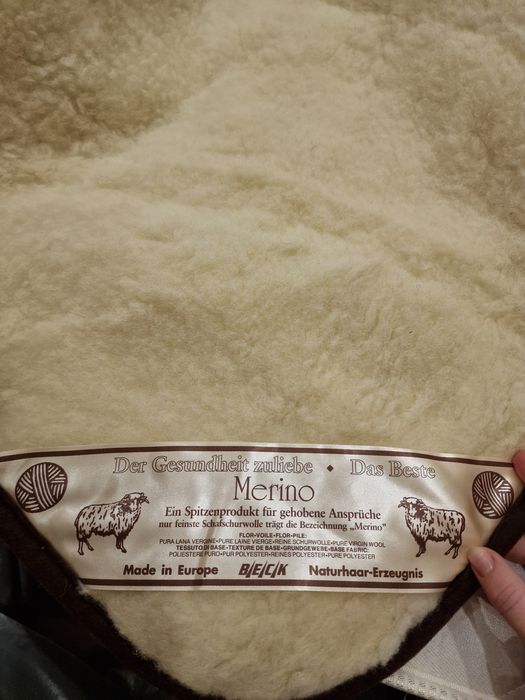 Der Gesundheit zuliebe ♦ Das Beste
Merino
Ein Spitzenprodukt für gehobene Ansprüche
nur feinste Schafschurwolle trägt die Bezeichnung „Merino"
FLOR-VOILE-FLOR-PILE:
PURA LANA VERGINE•PURE LAINE VIERGE•REINE SCHURWOLLE•PURE VIRGIN WOOL
TESSUTO DI BASE•TEXTURE DE BASE•GRUNDGEWEBE•BASE FABRIC:
POLIESTERE PURO•PUR POLYESTER•REINES POLYESTER•PURE POLYESTER
Made in Europe B/E/C/K Naturhaar-Erzeugnis